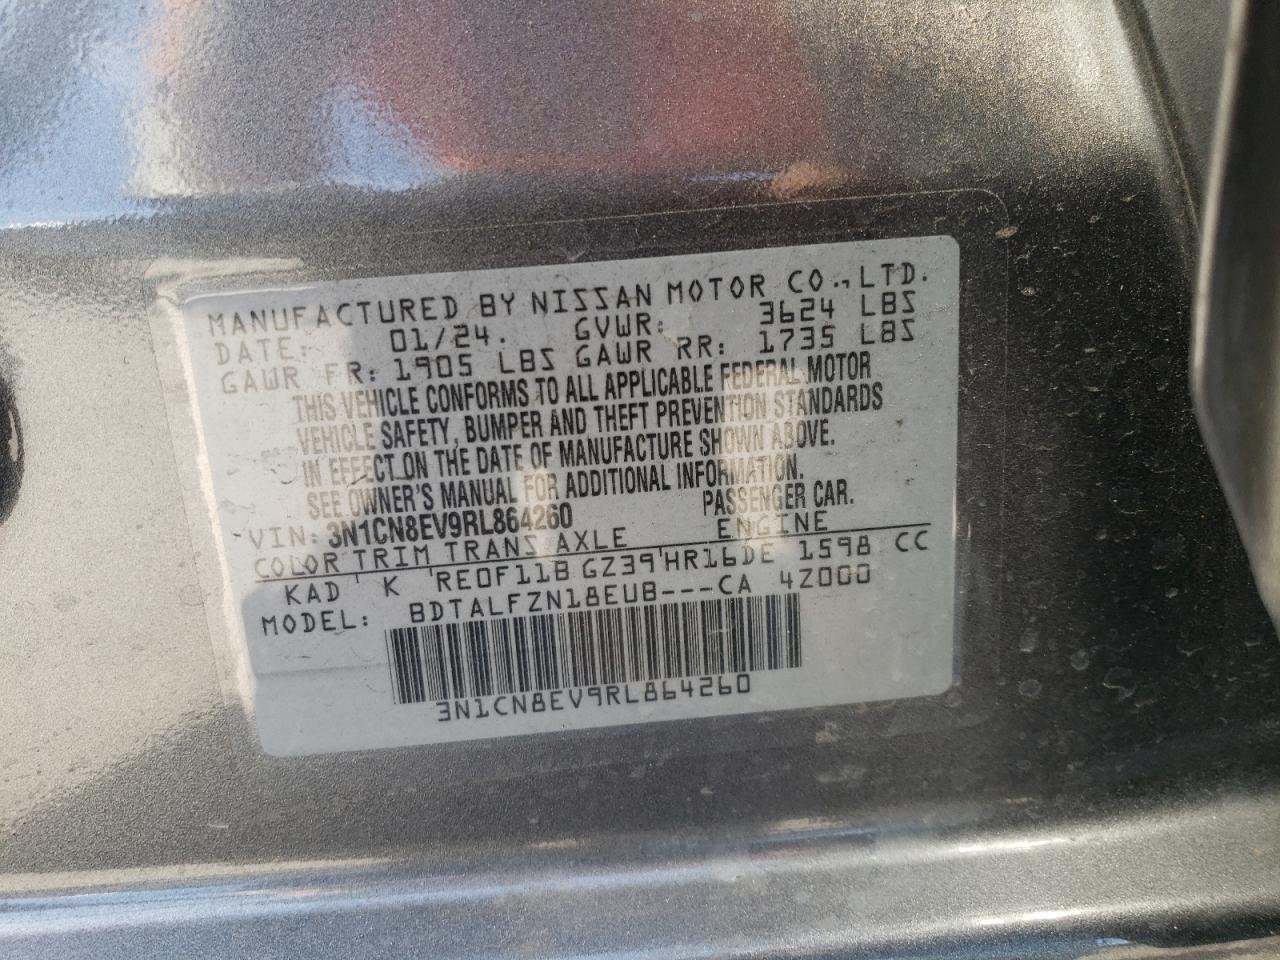 MANUFACTURED BY NISSAN MOTOR CO., LTD.
DATE: 01/24. GVWR: 3624 LBS
GAWR FR: 1905 LBS GAWR RR: 1735 LBS
THIS VEHICLE CONFORMS TO ALL APPLICABLE FEDERAL MOTOR
VEHICLE SAFETY, BUMPER AND THEFT PREVENTION STANDARDS
IN EFFECT ON THE DATE OF MANUFACTURE SHOWN ABOVE.
SEE OWNER'S MANUAL FOR ADDITIONAL INFORMATION.
VIN: 3N1CN8EV9RL864260 PASSENGER CAR.
COLOR TRIM TRANS AXLE ENGINE
KAD K RE0F11B GZ39 HR16DE 1598 CC
MODEL: BDTALFZN18EUB---CA 4Z000
3N1CN8EV9RL864260